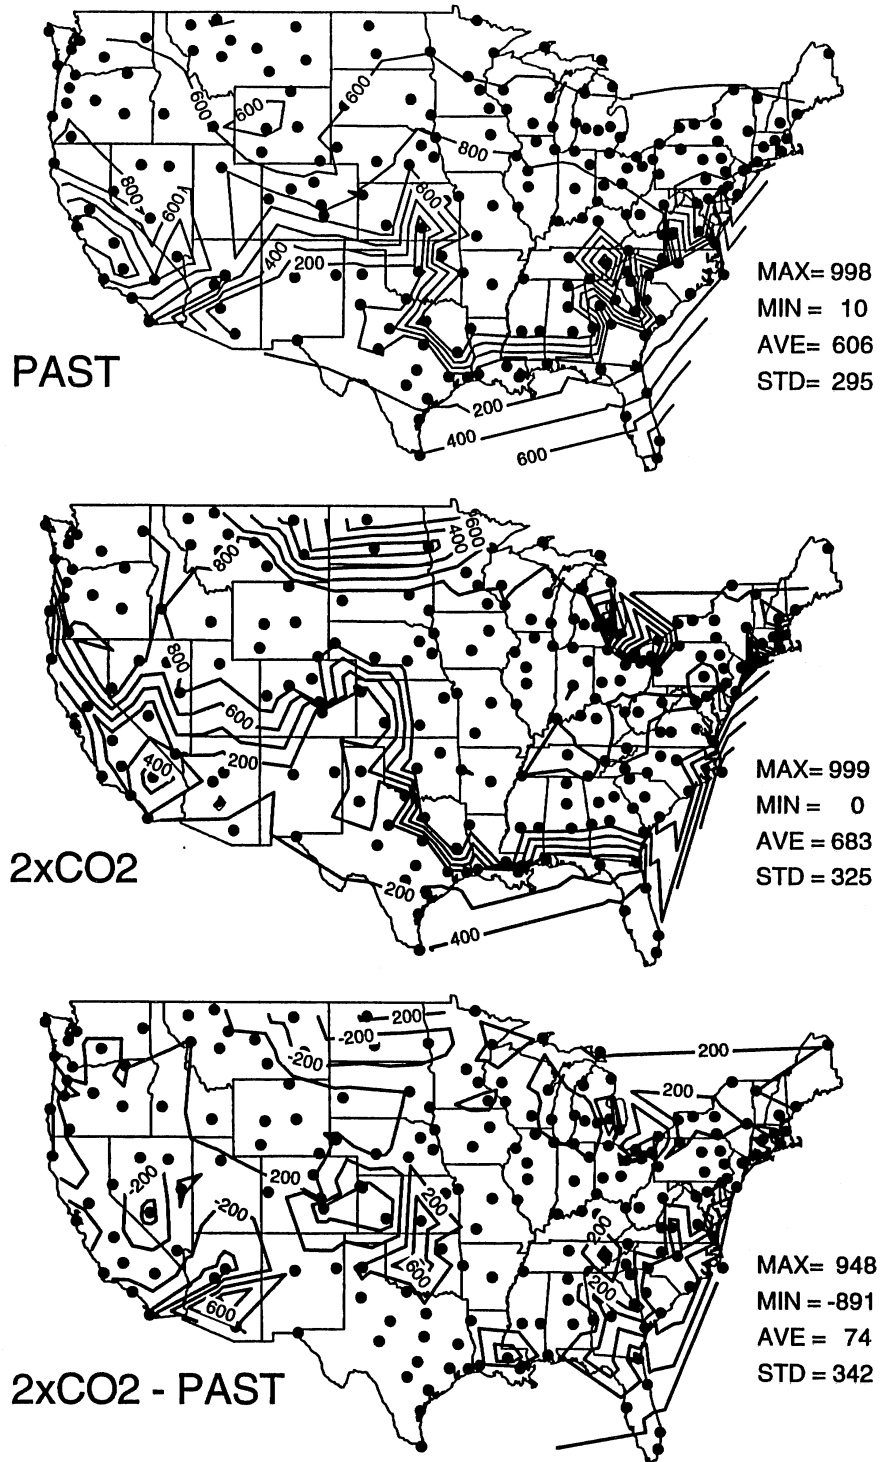 600
600
600
800
800
600
800
400
200
MAX= 998
MIN = 10
AVE= 606
STD= 295
PAST
200
400
600
600
400
800
800
600
200
400
MAX= 999
MIN = 0
AVE= 683
STD = 325
2xCO2
200
400
200
-200
-200
200
200
-200
200
-200
200
200
600
200
600
MAX= 948
MIN = -891
AVE = 74
STD = 342
2xCO2 - PAST